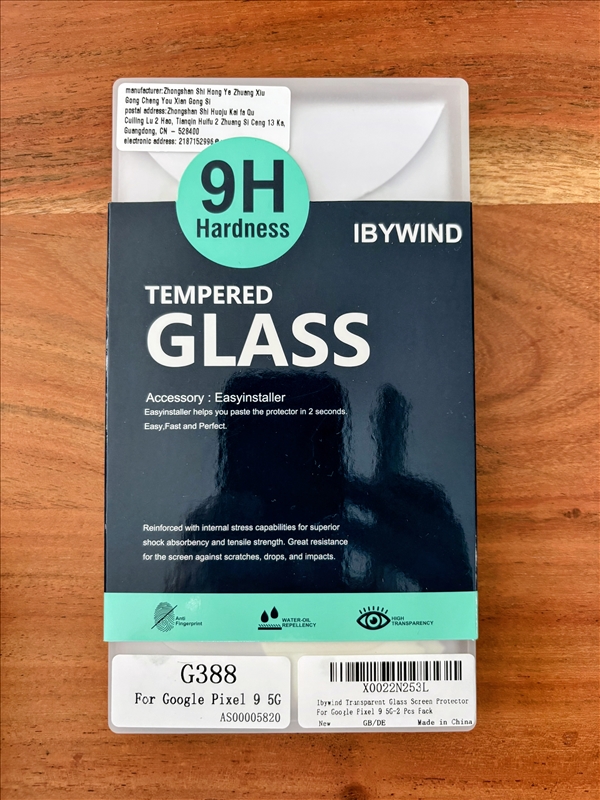 manufacturer:Zhongshan Shi Hong Ye Zhuang Xiu
Gong Cheng You Xian Gong Si
postal address:Zhongshan Shi Huoju Kai fa Qu
Cuiling Lu 2 Hao, Tianqin Huifu 2 Zhuang Si Ceng 13 Ka,
Guangdong, CN - 528400
electronic address:
9H
Hardness
IBYWIND
TEMPERED
GLASS
Accessory : Easyinstaller
Easyinstaller helps you paste the protector in 2 seconds.
Easy,Fast and Perfect.
Reinforced with internal stress capabilities for superior
shock absorbency and tensile strength. Great resistance
for the screen against scratches, drops, and impacts.
Anti
Fingerprint
WATER-OIL
REPELLENCY
HIGH
TRANSPARENCY
G388
For Google Pixel 9 5G
AS00005820
X0022N253L
Ibywind Transparent Glass Screen Protector
For Google Pixel 9 5G-2 Pcs Pack
New GB/DE Made in China